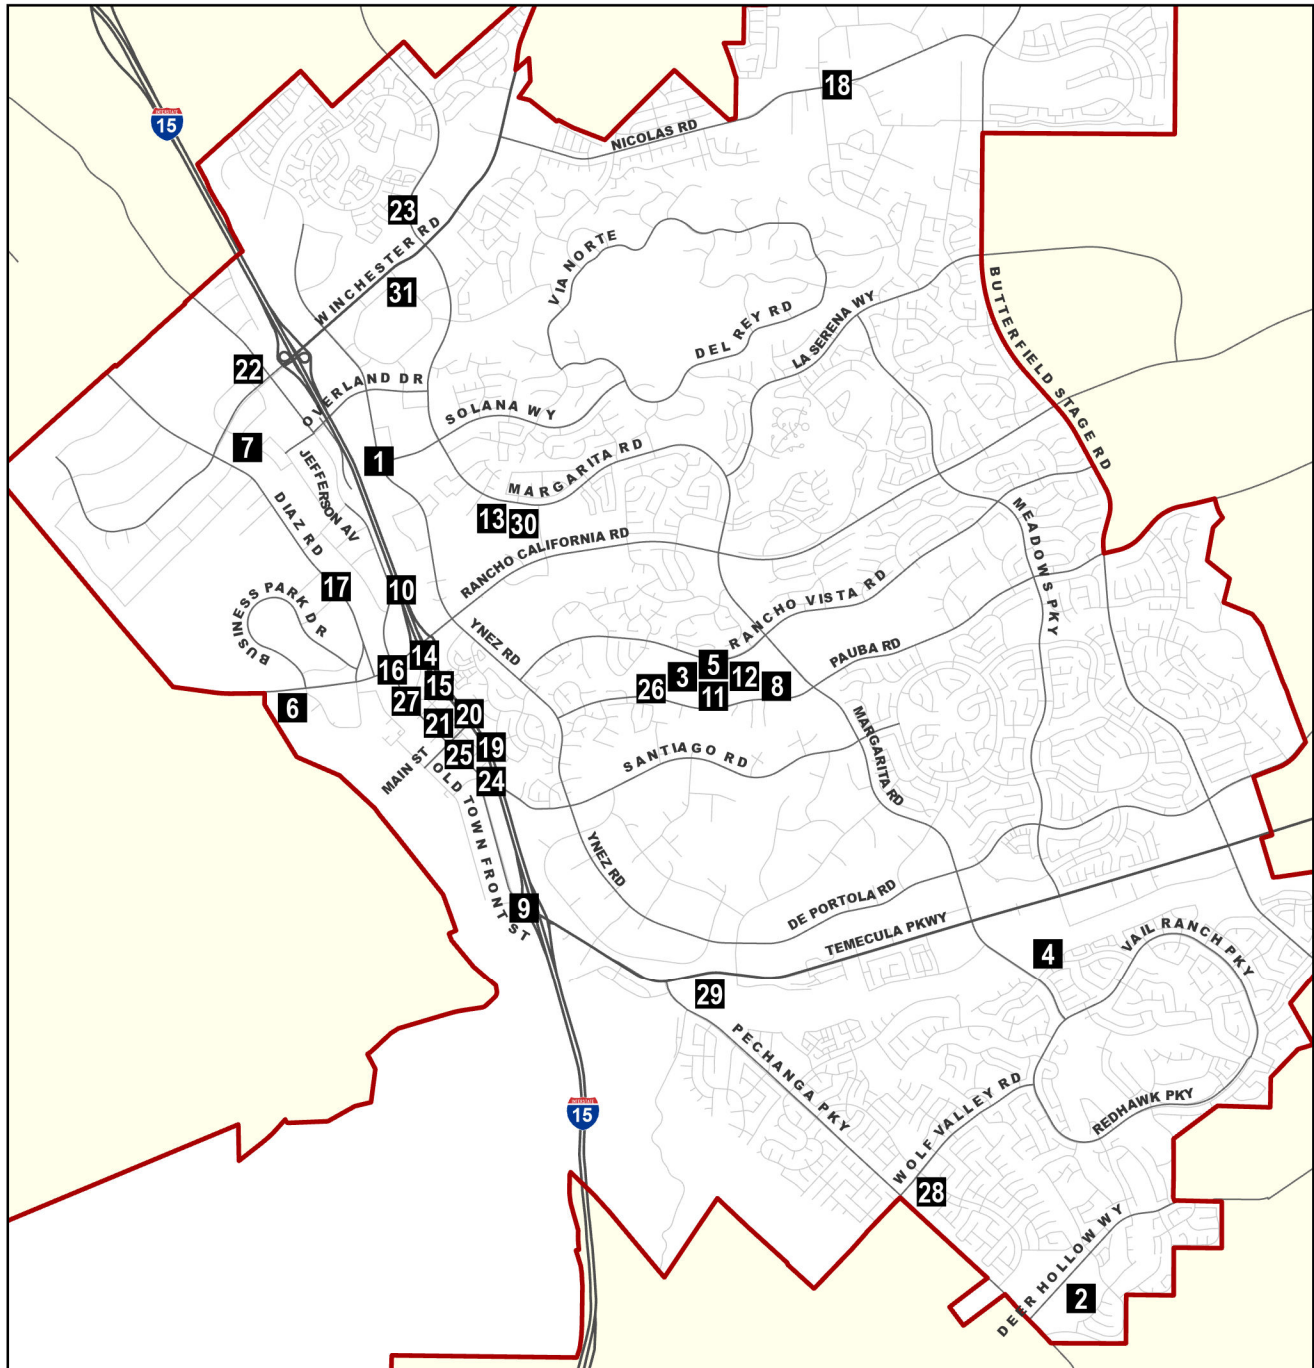 18
15
NICOLAS RD
23
WINCHESTER RD
VIA NORTE
31
BUTTERFIELD STAGE RD
DEL REY RD
LA SERENA WY
22
OVERLAND DR
SOLANA WY
7
1
JEFFERSON AV
MARGARITA RD
DIAZ RD
13
30
MEADOWS PKY
RANCHO CALIFORNIA RD
17
10
BUSINESS PARK DR
RANCHO VISTA RD
YNEZ RD
PAUBA RD
14
16
5
3
12
15
26
8
11
27
6
20
21
MARGARITA RD
19
25
SANTIAGO RD
MAIN ST
24
OLD TOWN FRONT ST
YNEZ RD
DE PORTOLA RD
9
TEMECULA PKWY
VAIL RANCH PKY
4
29
PECHANGA PKY
15
WOLF VALLEY RD
REDHAWK PKY
28
DEER HOLLOW WY
2